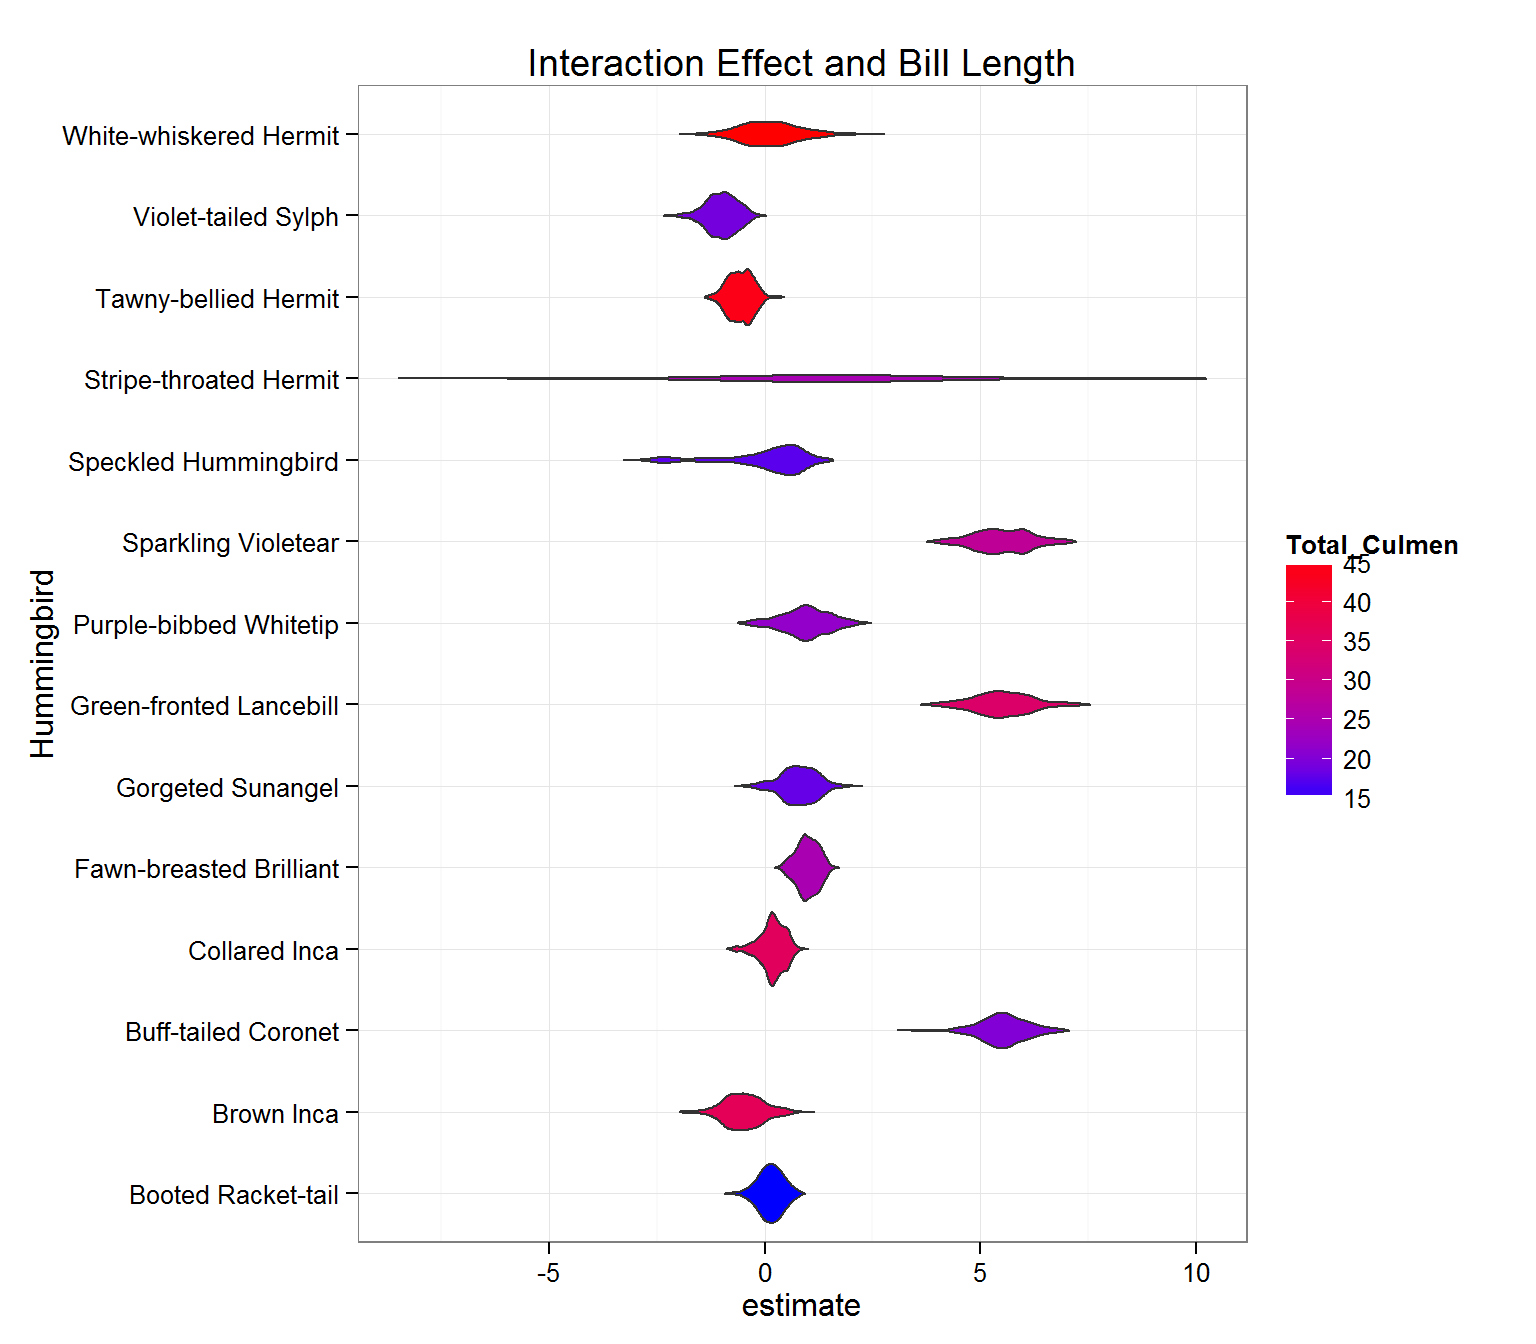 Interaction Effect and Bill Length
White-whiskered Hermit
Violet-tailed Sylph
Tawny-bellied Hermit
Stripe-throated Hermit
Speckled Hummingbird
Sparkling Violetear
Purple-bibbed Whitetip
Green-fronted Lancebill
Gorgeted Sunangel
Fawn-breasted Brilliant
Collared Inca
Buff-tailed Coronet
Brown Inca
Booted Racket-tail
Hummingbird
-5 0 5 10
estimate
Total_Culmen
45
40
35
30
25
20
15